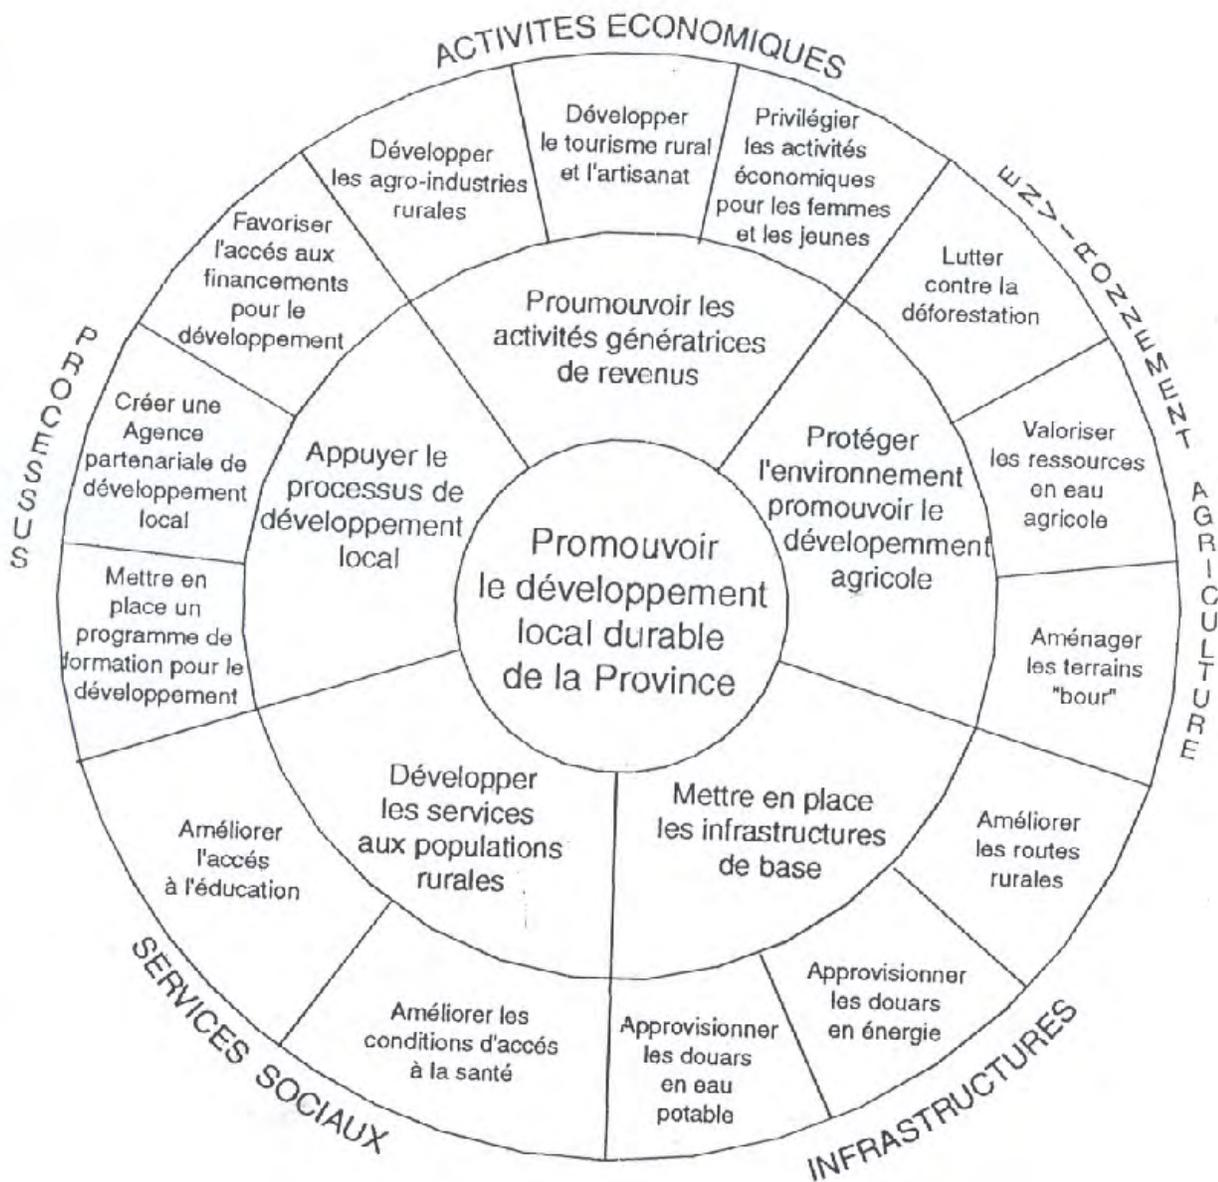 ACTIVITES ECONOMIQUES
Développer
les agro-industries
rurales
Développer
le tourisme rural
et l'artisanat
Privilégier
les activités
économiques
pour les femmes
et les jeunes
ENVIRONNEMENT AGRICULTURE
Lutter
contre la
déforestation
Valoriser
les ressources
en eau
agricole
Aménager
les terrains
"bour"
INFRASTRUCTURES
Améliorer
les routes
rurales
Approvisionner
les douars
en énergie
Approvisionner
les douars
en eau
potable
SERVICES SOCIAUX
Améliorer les
conditions d'accés
à la santé
Améliorer
l'accés
à l'éducation
PROCESSUS
Mettre en
place un
programme de
formation pour le
développement
Créer une
Agence
partenariale de
développement
local
Favoriser
l'accés aux
financements
pour le
développement
Proumouvoir les
activités génératrices
de revenus
Protéger
l'environnement
promouvoir le
dévelopemment
agricole
Mettre en place
les infrastructures
de base
Développer
les services
aux populations
rurales
Appuyer le
processus de
développement
local
Promouvoir
le développement
local durable
de la Province